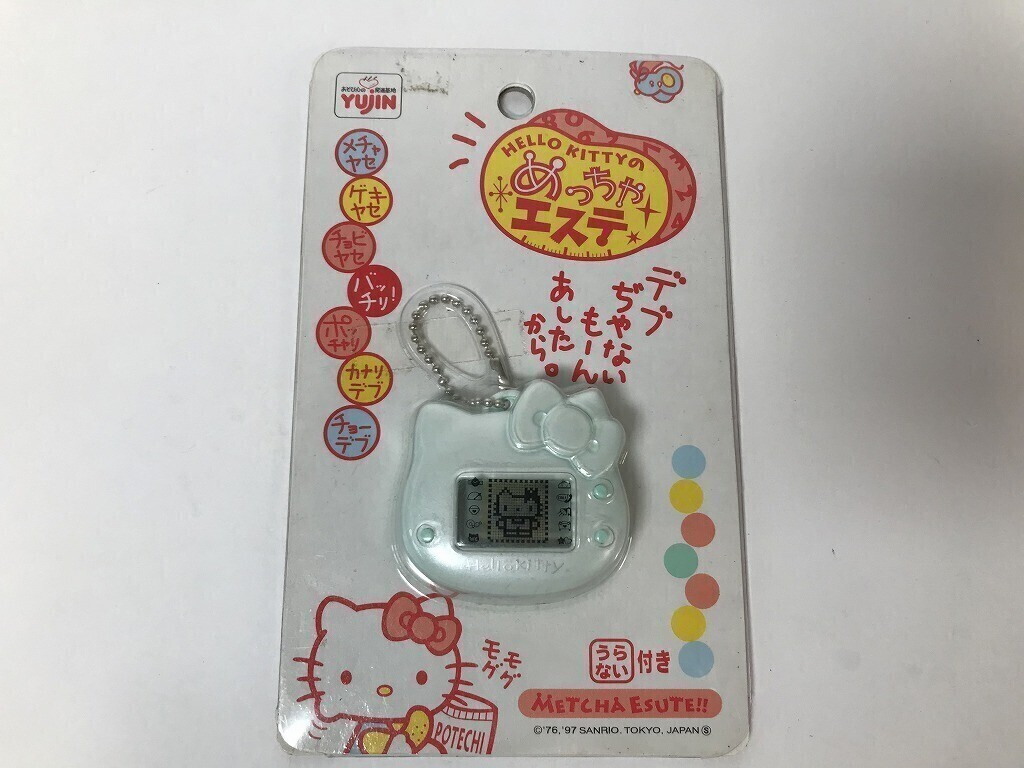 あそび心の発進基地
YUJIN
HELLO KITTYの
めっちゃ
エステ
メチャ
ヤセ
ゲキ
ヤセ
チョビ
ヤセ
バッ
チリ!
ポッ
チャリ
カナリ
デブ
チョー
デブ
デブ
ぢゃない
もーん
あした
から。
Hello Kitty
モグモグ
POTECHI
うら
ない
付き
METCHA ESUTE!!
©'76,'97 SANRIO. TOKYO, JAPAN Ⓢ